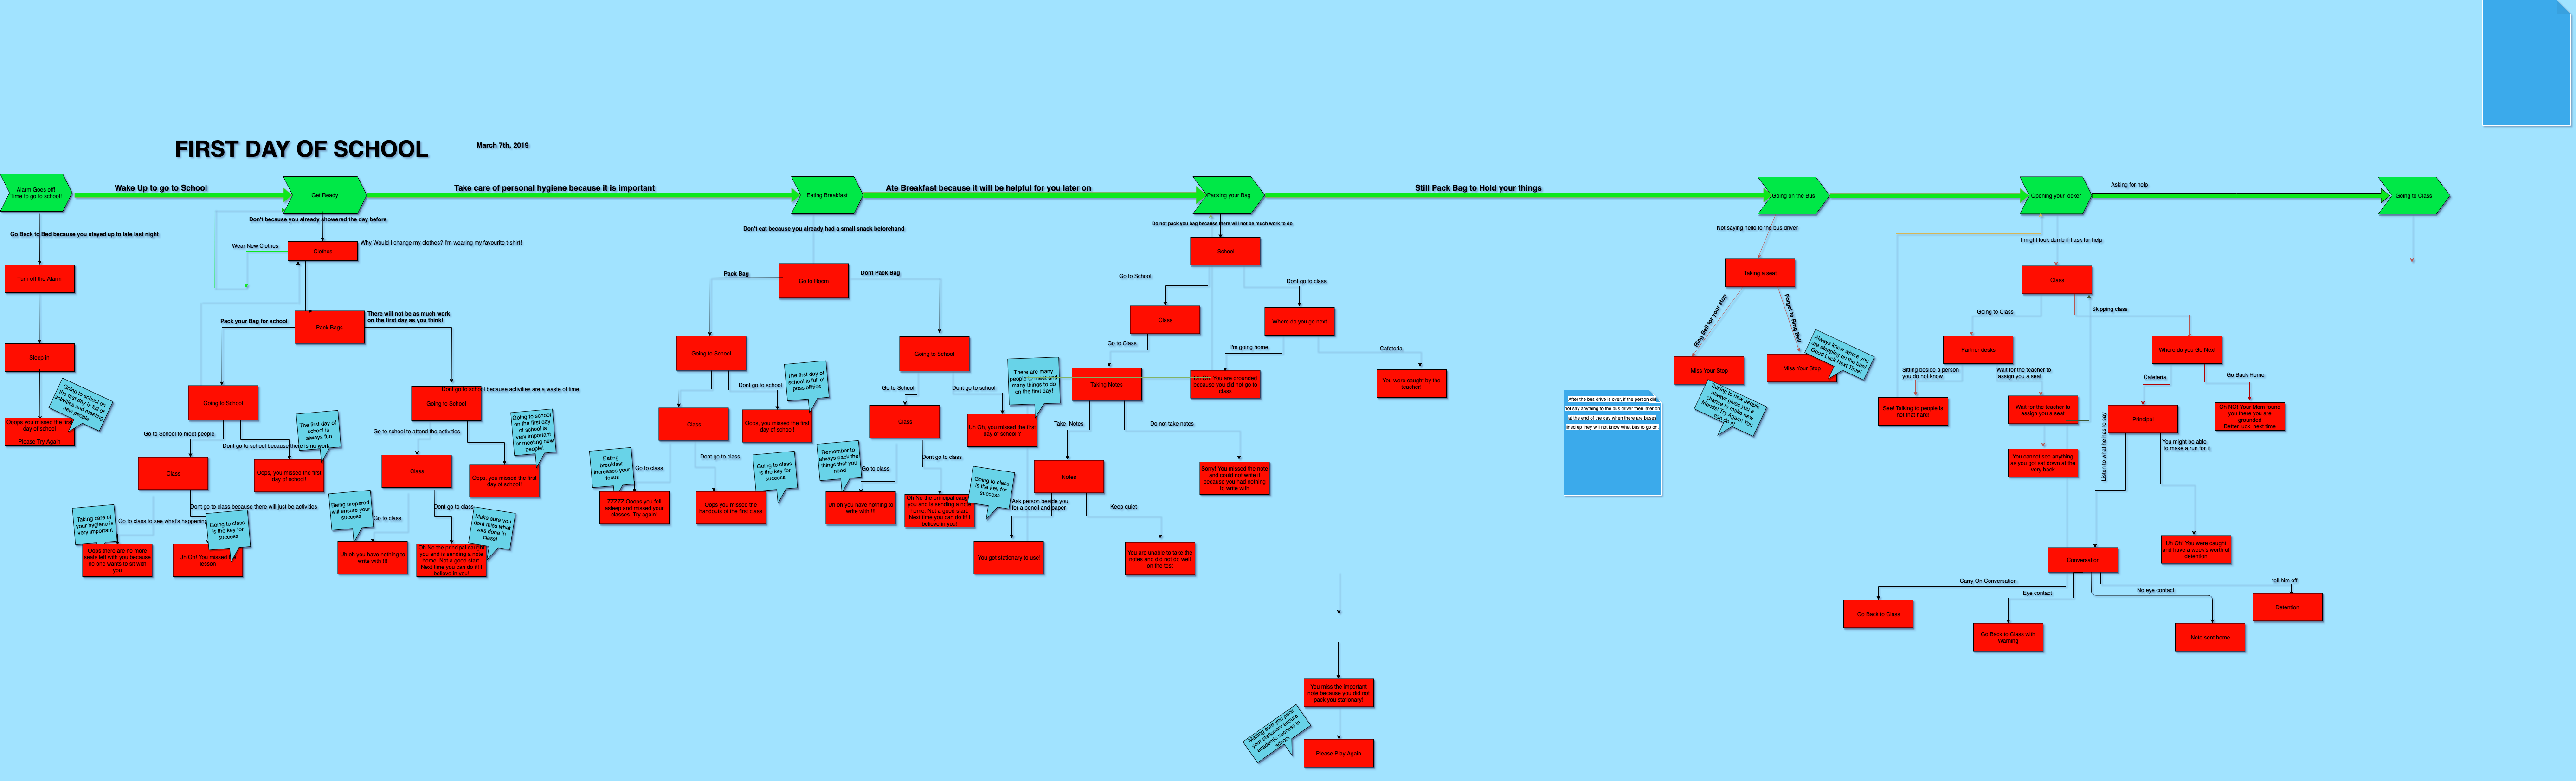 FIRST DAY OF SCHOOL
March 7th, 2019
Alarm Goes off!
Time to go to school!
Wake Up to go to School
Get Ready
Take care of personal hygiene because it is important
Eating Breakfast
Ate Breakfast because it will be helpful for you later on
Packing your Bag
Still Pack Bag to Hold your things
Going on the Bus
Opening your locker
Asking for help
Going to Class
Go Back to Bed because you stayed up to late last night
Turn off the Alarm
Sleep in
Going to school on
the first day is full of
activities and meeting
new people
Ooops you missed the first
day of school
Please Try Again
Don't because you already showered the day before
Wear New Clothes
Clothes
Why Would I change my clothes? I'm wearing my favourite t-shirt!
Pack your Bag for school
Pack Bags
There will not be as much work
on the first day as you think!
Going to School
Go to School to meet people
Dont go to school because there is no work
The first day of
school is
always fun
Class
Oops, you missed the first
day of school!
Taking care of
your hygiene is
very important
Go to class to see what's happening
Dont go to class because there will just be the activities
Going to class
is the key for
success
Oops there are no more
seats left with you because
no one wants to sit with
you
Uh Oh! You missed the
lesson
Dont go to school because activities are a waste of time
Going to School
Go to school to attend the activities
Going to school
on the first day
of school is
very important
for meeting new
people!
Class
Oops, you missed the first
day of school!
Being prepared
will ensure your
success
Go to class
Dont go to class
Make sure you
dont miss what
was done in
class!
Uh oh you have nothing to
write with !!!
Oh No the principal caught
you and is sending a note
home. Not a good start.
Next time you can do it! I
believe in you!
Don't eat because you already had a small snack beforehand
Pack Bag
Go to Room
Dont Pack Bag
Going to School
Dont go to school
The first day of
school is full of
possibilities
Class
Oops, you missed the first
day of school!
Eating
breakfast
increases your
focus
Go to class
Dont go to class
Going to class
is the key for
success
ZZZZZ Ooops you fell
asleep and missed your
classes. Try again!
Oops you missed the
handouts of the first class
Going to School
Go to School
Dont go to school
There are many
people to meet and
many things to do
on the first day!
Class
Uh Oh, you missed the first
day of school ?
Remember to
always pack the
things that you
need
Go to class
Dont go to class
Going to class
is the key for
success
Uh oh you have nothing to
write with !!!
Oh No the principal caught
you and is sending a note
home. Not a good start.
Next time you can do it! I
believe in you!
Do not pack you bag because there will not be much work to do
School
Go to School
Dont go to class
Class
Where do you go next
Go to Class
I'm going home
Cafeteria
Taking Notes
Uh Oh! You are grounded
because you did not go to
class
You were caught by the
teacher!
Take Notes
Do not take notes
Notes
Sorry! You missed the note
and could not write it
because you had nothing
to write with
Ask person beside you
for a pencil and paper
Keep quiet
You got stationary to use!
You are unable to take the
notes and did not do well
on the test
You miss the important
note because you did not
pack you stationary!
Making sure you pack
your stationary ensure
academic success in
school
Please Play Again
After the bus drive is over, if the person did
not say anything to the bus driver then later on
at the end of the day when there are buses
lined up they will not know what bus to go on.
Not saying hello to the bus driver
Taking a seat
Ring Bell for your stop
Forget to Ring Bell
Miss Your Stop
Miss Your Stop
Always know where you
are stopping on the bus!
Good Luck Next Time!
Talking to new people
always gives you a
chance to make new
friends! Try Again! You
can do it!
I might look dumb if I ask for help
Class
Going to Class
Skipping class
Partner desks
Where do you Go Next
Sitting beside a person
you do not know
Wait for the teacher to
assign you a seat
Cafeteria
Go Back Home
See! Talking to people is
not that hard!
Wait for the teacher to
assign you a seat
Principal
Oh NO! Your Mom found
you there you are
grounded
Better luck next time
You cannot see anything
as you got sat down at the
very back
Listen to what he has to say
You might be able
to make a run for it
Uh Oh! You were caught
and have a week's worth of
detention
Conversation
Carry On Conversation
Eye contact
No eye contact
tell him off
Go Back to Class
Go Back to Class with
Warning
Note sent home
Detention